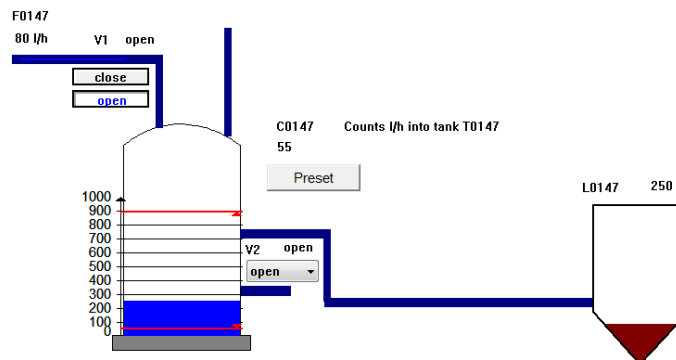 F0147
80 l/h V1 open
close
open
C0147 Counts l/h into tank T0147
55
Preset
L0147 250
1000
900
800
700
600
500
400
300
200
100
0
V2 open
open